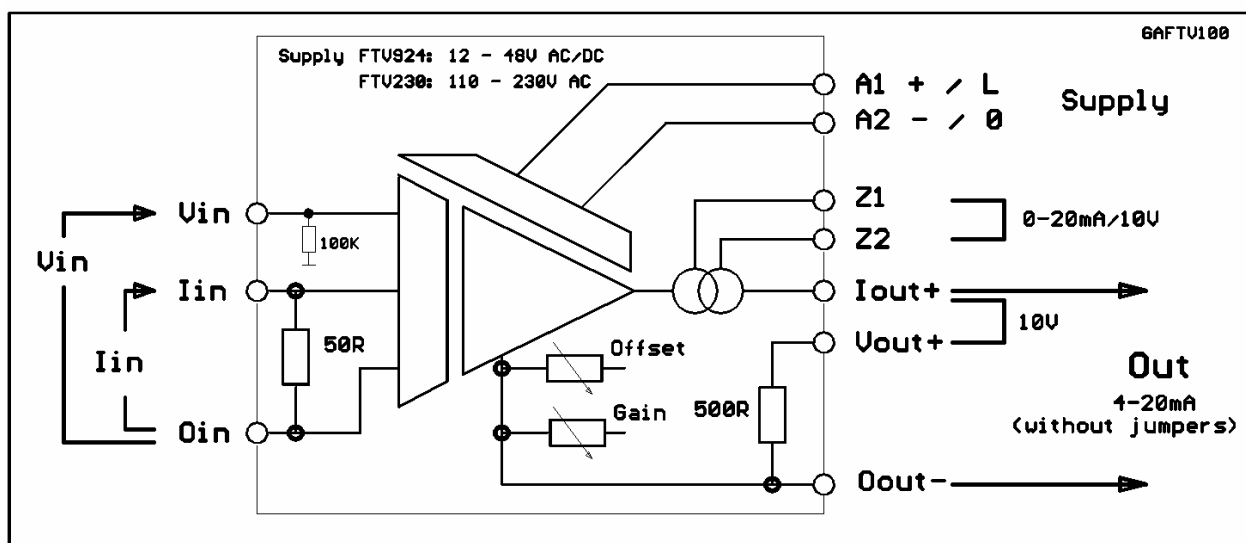 6AFTV100
Supply FTV924: 12 - 48V AC/DC
FTV230: 110 - 230V AC
A1 + / L
Supply
A2 - / 0
Z1
0-20mA/10V
Z2
Vin
Vin
100K
Iin
Iin
50R
Iout+
10V
Vout+
Offset
Out
Gain
500R
4-20mA
(without jumpers)
0in
0out-